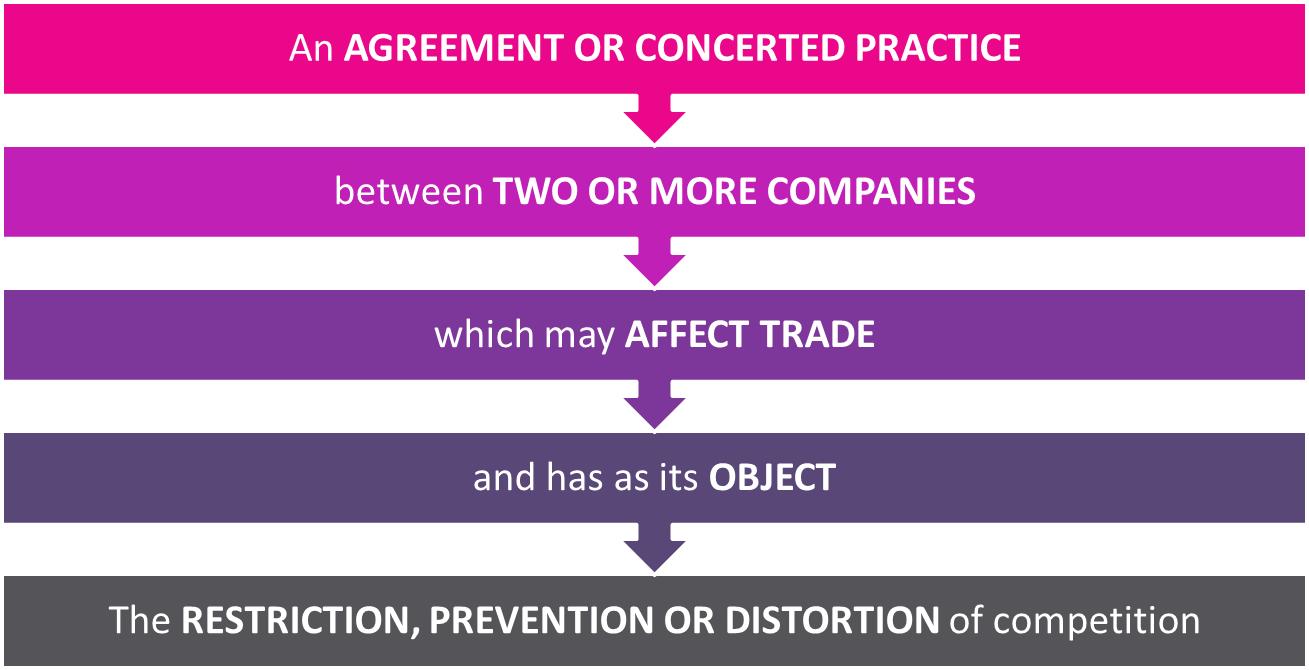 An AGREEMENT OR CONCERTED PRACTICE
between TWO OR MORE COMPANIES
which may AFFECT TRADE
and has as its OBJECT
The RESTRICTION, PREVENTION OR DISTORTION of competition